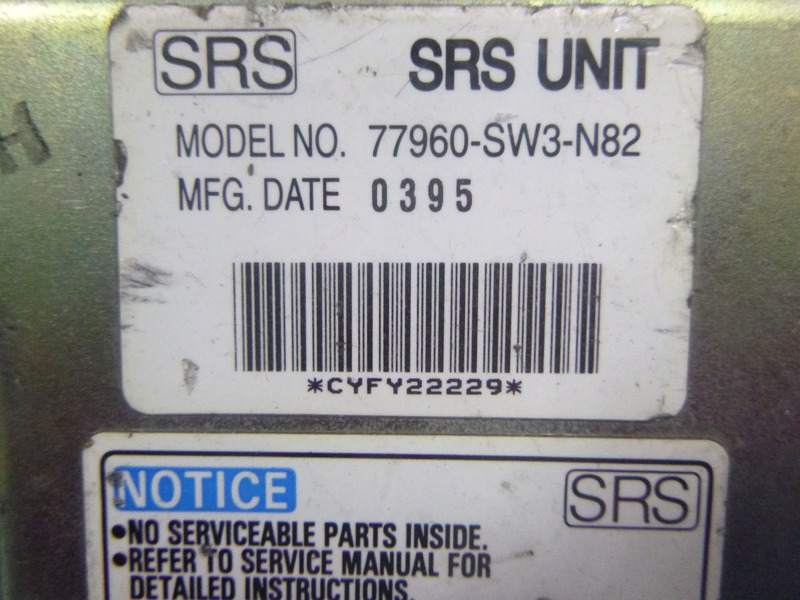 SRS SRS UNIT
MODEL NO. 77960-SW3-N82
MFG. DATE 0395
*CYFY22229*
NOTICE SRS
•NO SERVICEABLE PARTS INSIDE.
•REFER TO SERVICE MANUAL FOR
DETAILED INSTRUCTIONS.
H